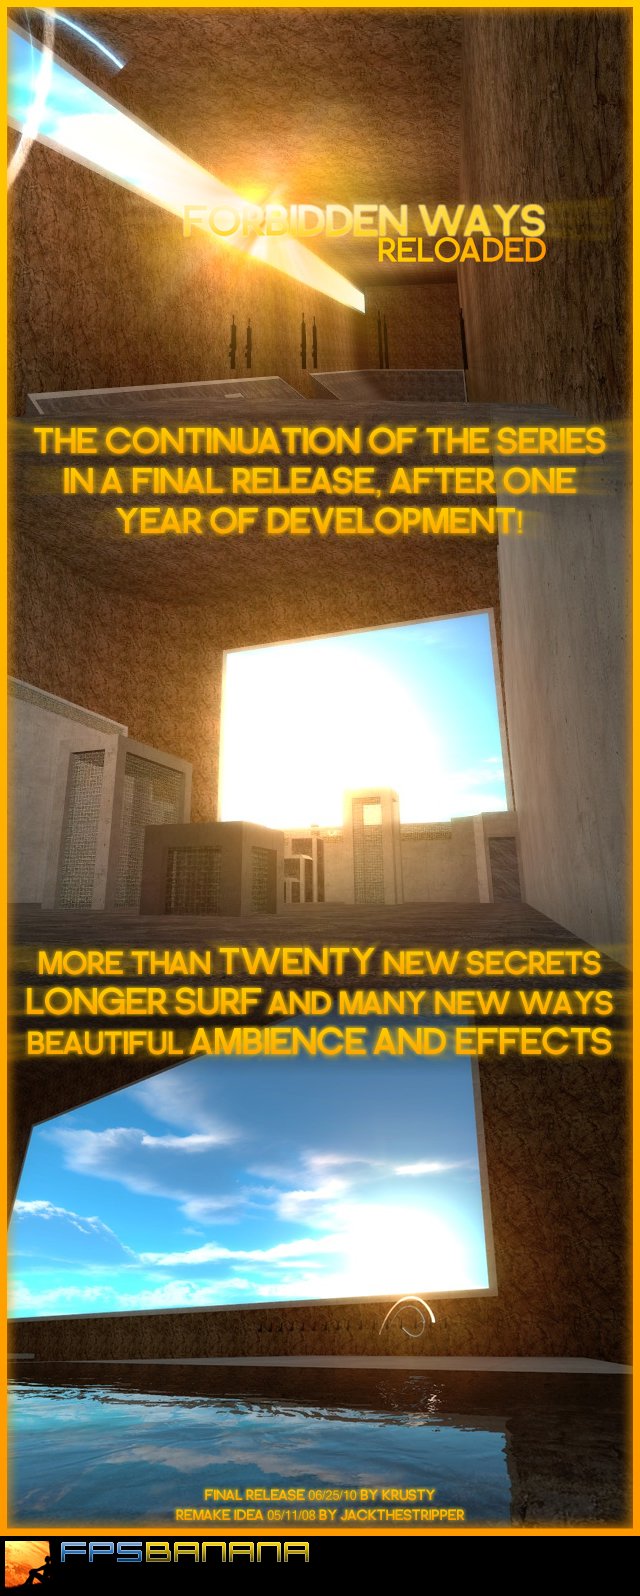 FORBIDDEN WAYS
RELOADED
THE CONTINUATION OF THE SERIES
IN A FINAL RELEASE, AFTER ONE
YEAR OF DEVELOPMENT!
MORE THAN TWENTY NEW SECRETS
LONGER SURF AND MANY NEW WAYS
BEAUTIFUL AMBIENCE AND EFFECTS
FINAL RELEASE 06/25/10 BY KRUSTY
REMAKE IDEA 05/11/08 BY JACKTHESTRIPPER
FPSBANANA